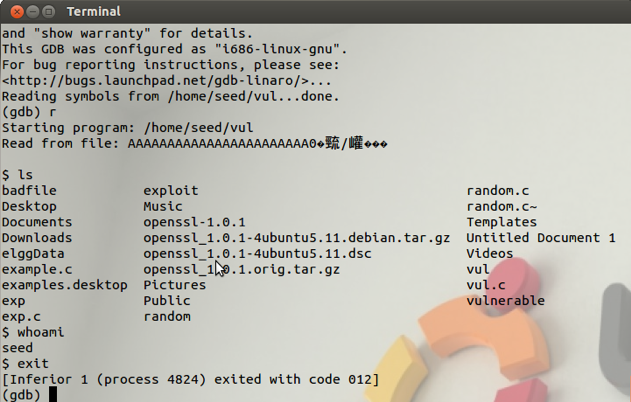 Terminal
and "show warranty" for details.
This GDB was configured as "i686-linux-gnu".
For bug reporting instructions, please see:
<http://bugs.launchpad.net/gdb-linaro/>...
Reading symbols from /home/seed/vul...done.
(gdb) r
Starting program: /home/seed/vul
Read from file: AAAAAAAAAAAAAAAAAAAAAAAA0
$ ls
badfile exploit random.c
Desktop Music random.c~
Documents openssl-1.0.1 Templates
Downloads openssl_1.0.1-4ubuntu5.11.debian.tar.gz Untitled Document 1
elggData openssl_1.0.1-4ubuntu5.11.dsc Videos
example.c openssl_1.0.1.orig.tar.gz vul
examples.desktop Pictures vul.c
exp Public vulnerable
exp.c random
$ whoami
seed
$ exit
[Inferior 1 (process 4824) exited with code 012]
(gdb)